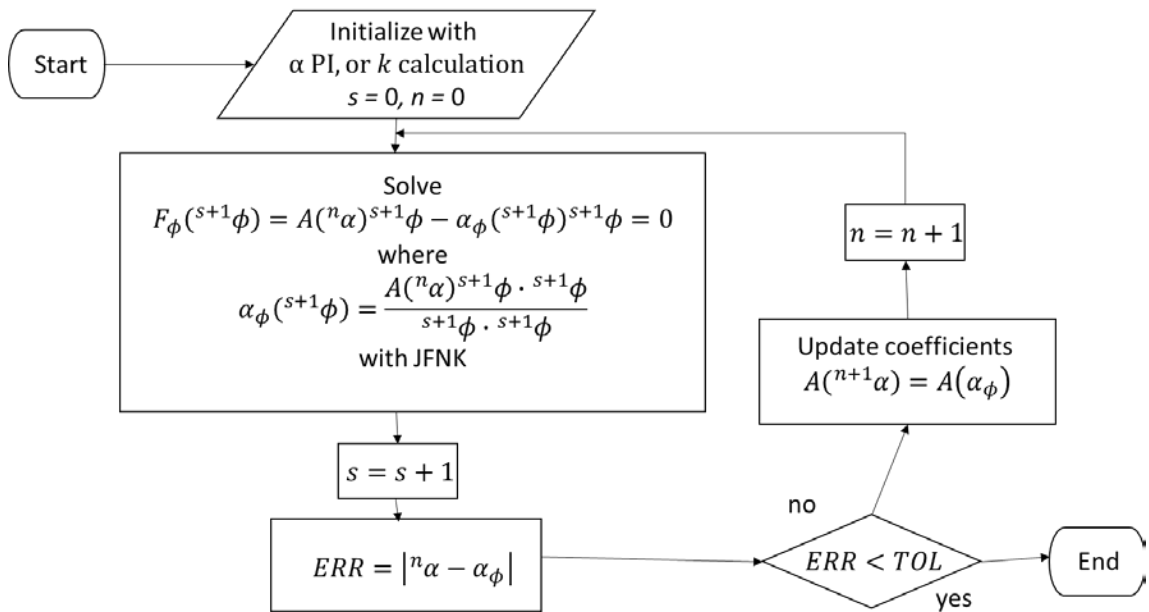 Start
Initialize with
α PI, or k calculation
s = 0, n = 0
Solve
F_ϕ(^{s+1}ϕ) = A(^nα)^{s+1}ϕ − α_ϕ(^{s+1}ϕ)^{s+1}ϕ = 0
where
α_ϕ(^{s+1}ϕ) = \frac{A(^nα)^{s+1}ϕ · ^{s+1}ϕ}{^{s+1}ϕ · ^{s+1}ϕ}
with JFNK
s = s + 1
ERR = |^nα − α_ϕ|
ERR < TOL
no
yes
Update coefficients
A(^{n+1}α) = A(α_ϕ)
n = n + 1
End